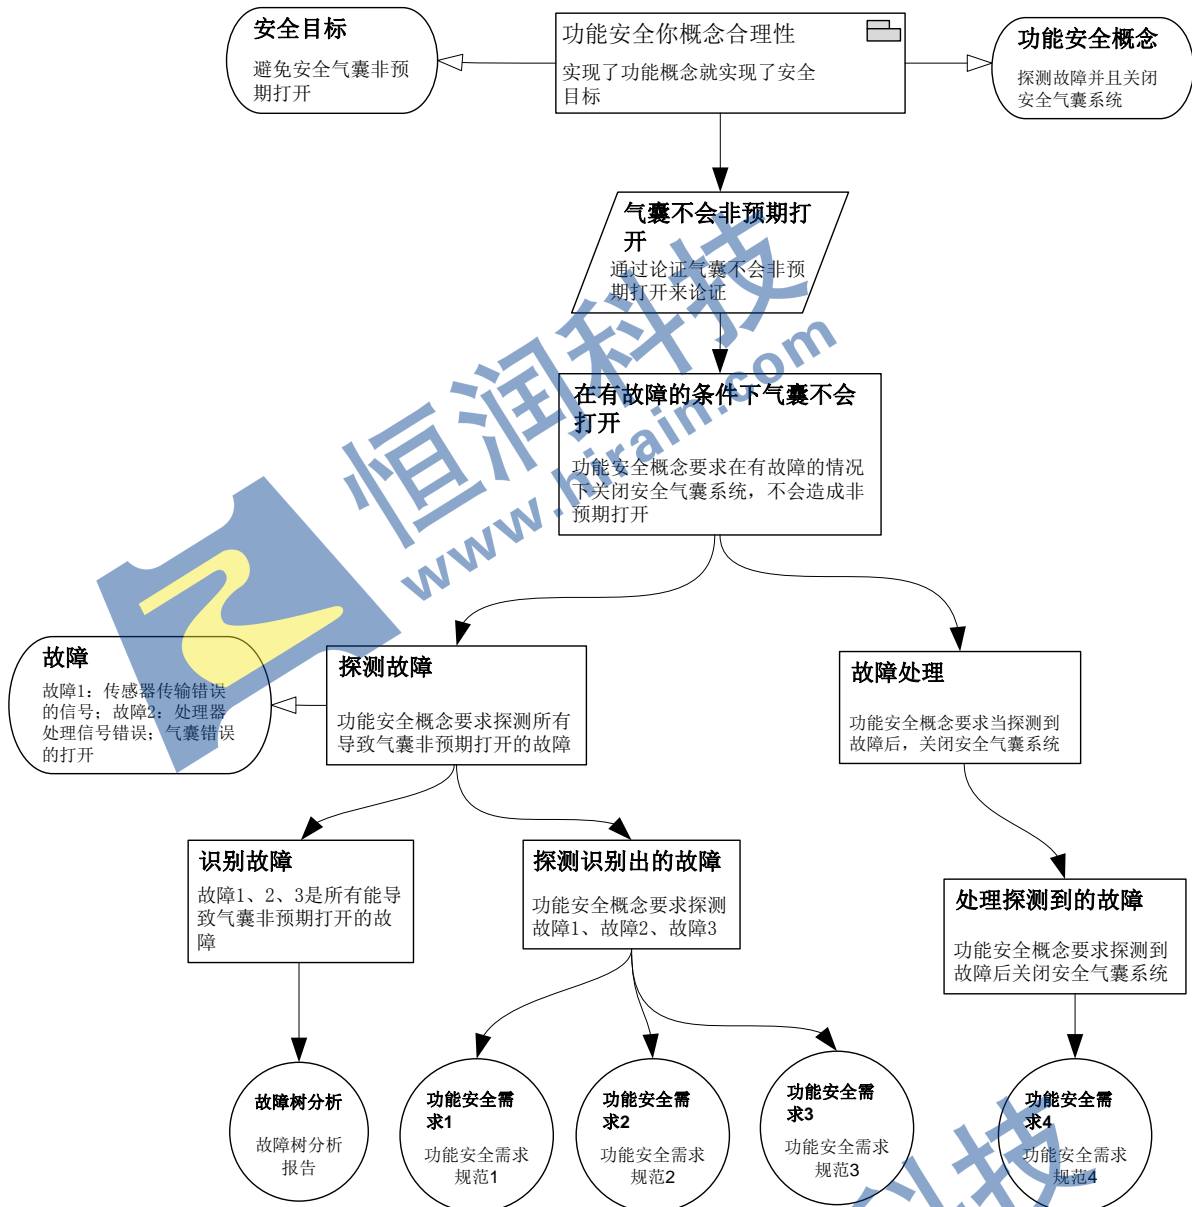 安全目标
避免安全气囊非预
期打开
功能安全你概念合理性
实现了功能概念就实现了安全
目标
功能安全概念
探测故障并且关闭
安全气囊系统
气囊不会非预期打
开
通过论证气囊不会非预
期打开来论证
在有故障的条件下气囊不会
打开
功能安全概念要求在有故障的情况
下关闭安全气囊系统，不会造成非
预期打开
恒润科技
www.hirain.com
故障
故障1：传感器传输错误
的信号；故障2：处理器
处理信号错误；气囊错误
的打开
探测故障
功能安全概念要求探测所有
导致气囊非预期打开的故障
故障处理
功能安全概念要求当探测到
故障后，关闭安全气囊系统
识别故障
故障1、2、3是所有能导
致气囊非预期打开的故
障
探测识别出的故障
功能安全概念要求探测
故障1、故障2、故障3
处理探测到的故障
功能安全概念要求探测到
故障后关闭安全气囊系统
故障树分析
故障树分析
报告
功能安全需
求1
功能安全需求
规范1
功能安全需
求2
功能安全需求
规范2
功能安全需
求3
功能安全需求
规范3
功能安全需
求4
功能安全需求
规范4
科技